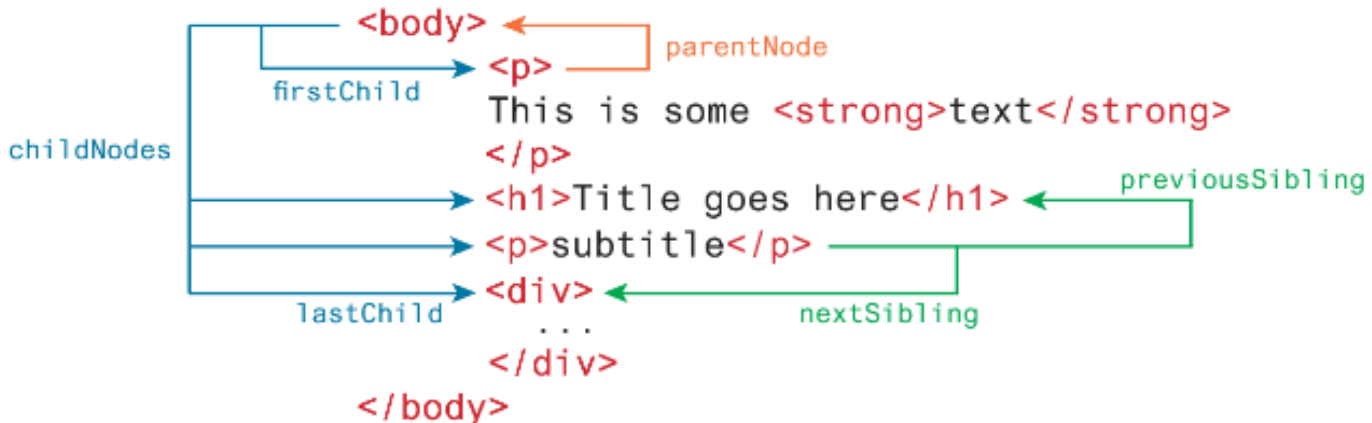 <body>
parentNode
<p>
firstChild
This is some <strong>text</strong>
childNodes
</p>
previousSibling
<h1>Title goes here</h1>
<p>subtitle</p>
<div>
lastChild
nextSibling
...
</div>
</body>